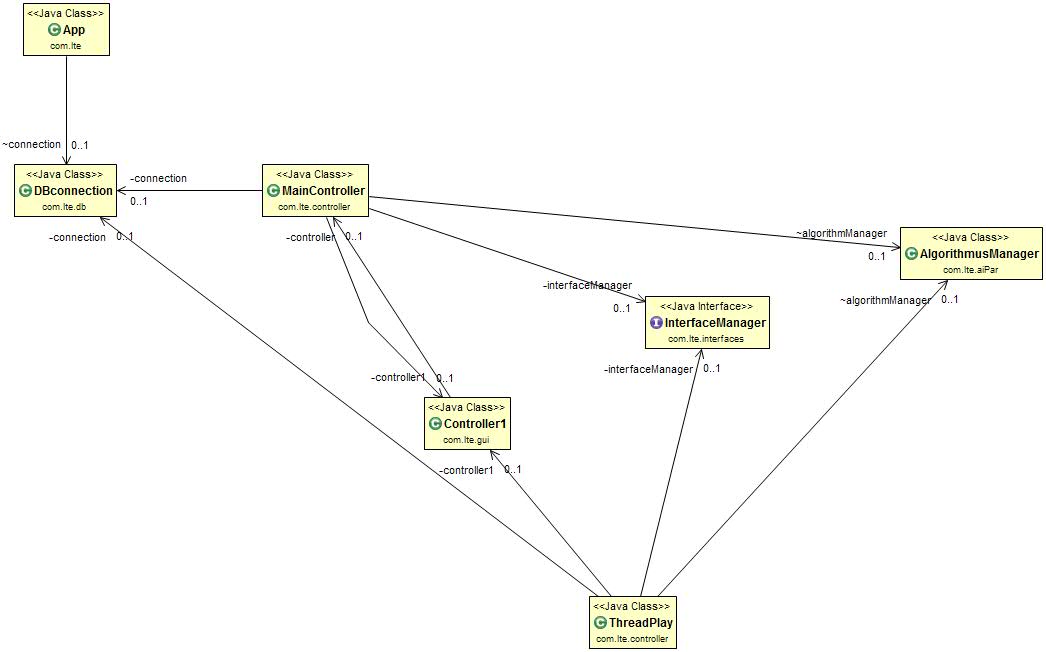 <<Java Class>>
App
com.lte
~connection
0..1
<<Java Class>>
DBconnection
com.lte.db
-connection
0..1
<<Java Class>>
MainController
com.lte.controller
-connection
0..1
-controller
0..1
~algorithmManager
0..1
<<Java Class>>
AlgorithmusManager
com.lte.aiPar
-interfaceManager
0..1
<<Java Interface>>
InterfaceManager
com.lte.interfaces
~algorithmManager
0..1
-controller1
0..1
-interfaceManager
0..1
<<Java Class>>
Controller1
com.lte.gui
-controller1
0..1
<<Java Class>>
ThreadPlay
com.lte.controller